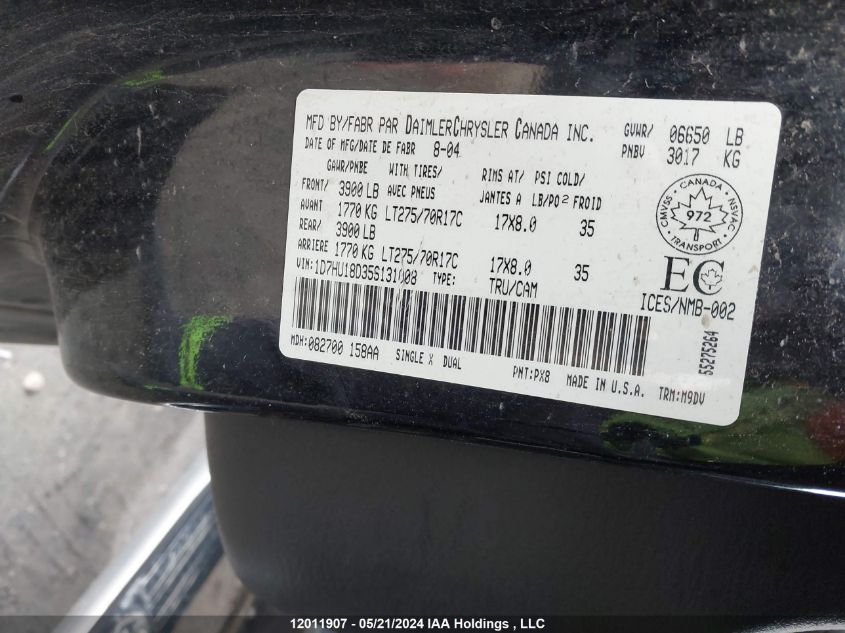 MFD BY/FABR PAR DAIMLERCHRYSLER CANADA INC.
DATE OF MFG/DATE DE FABR 8-04
GVWR/ 06650 LB
PNBV 3017 KG
GAWR/PNBE WITH TIRES/ RIMS AT/ PSI COLD/
FRONT/ 3900 LB AVEC PNEUS JANTES A LB/PO² FROID
AVANT 1770 KG LT275/70R17C 17X8.0 35
REAR/ 3900 LB
ARRIERE 1770 KG LT275/70R17C 17X8.0 35
VIN: 1D7HU18D35S131008 TYPE: TRU/CAM
CANADA
CMVSS 972 NSVAC
TRANSPORT
EC
ICES/NMB-002
MDH:082700 158AA SINGLE X DUAL
PNT:PX8 MADE IN U.S.A. TRM:M9DV
55275264
12011907 - 05/21/2024 IAA Holdings , LLC